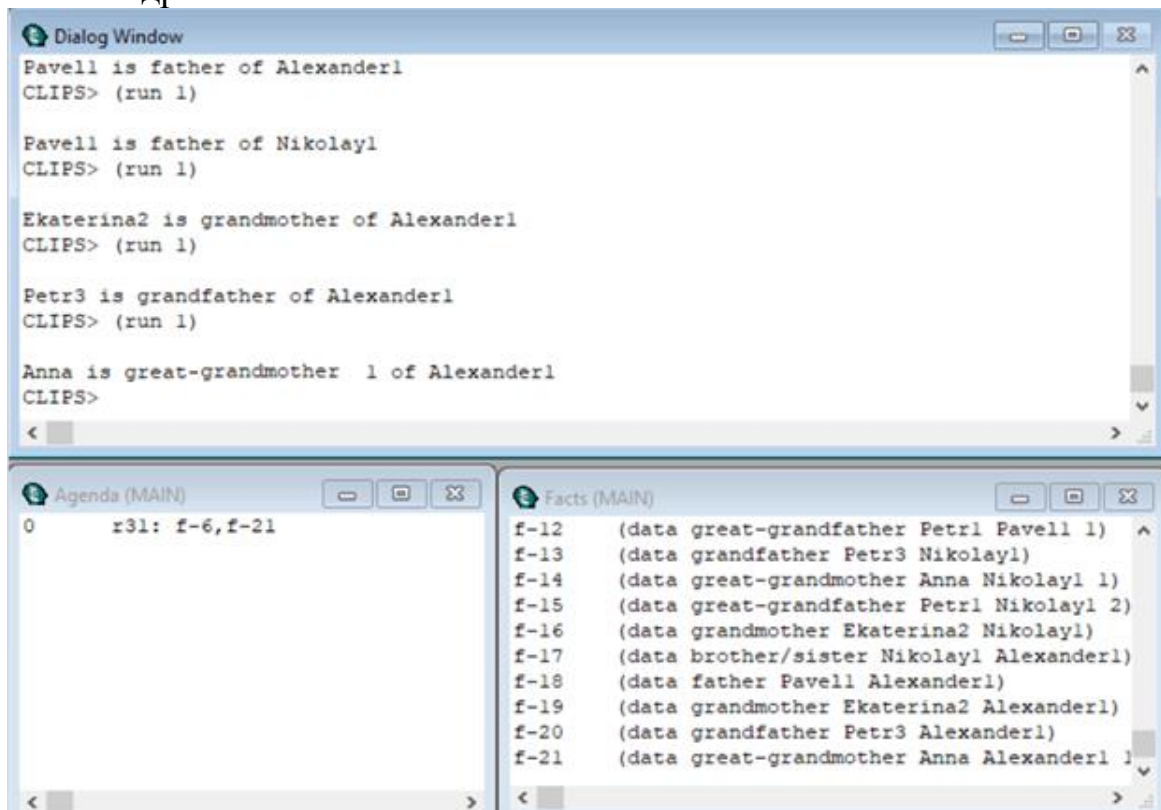 др
Dialog Window
Pavel1 is father of Alexander1
CLIPS> (run 1)
Pavel1 is father of Nikolay1
CLIPS> (run 1)
Ekaterina2 is grandmother of Alexander1
CLIPS> (run 1)
Petr3 is grandfather of Alexander1
CLIPS> (run 1)
Anna is great-grandmother  1 of Alexander1
CLIPS>
Agenda (MAIN)
0 r31: f-6,f-21
Facts (MAIN)
f-12 (data great-grandfather Petr1 Pavel1 1)
f-13 (data grandfather Petr3 Nikolay1)
f-14 (data great-grandmother Anna Nikolay1 1)
f-15 (data great-grandfather Petr1 Nikolay1 2)
f-16 (data grandmother Ekaterina2 Nikolay1)
f-17 (data brother/sister Nikolay1 Alexander1)
f-18 (data father Pavel1 Alexander1)
f-19 (data grandmother Ekaterina2 Alexander1)
f-20 (data grandfather Petr3 Alexander1)
f-21 (data great-grandmother Anna Alexander1 1